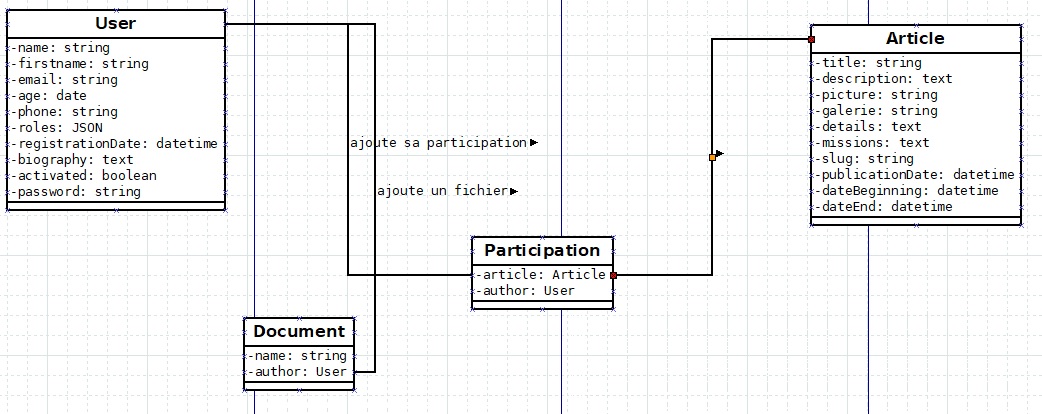 User
-name: string
-firstname: string
-email: string
-age: date
-phone: string
-roles: JSON
-registrationDate: datetime
-biography: text
-activated: boolean
-password: string
ajoute sa participation
ajoute un fichier
Article
-title: string
-description: text
-picture: string
-galerie: string
-details: text
-missions: text
-slug: string
-publicationDate: datetime
-dateBeginning: datetime
-dateEnd: datetime
Participation
-article: Article
-author: User
Document
-name: string
-author: User